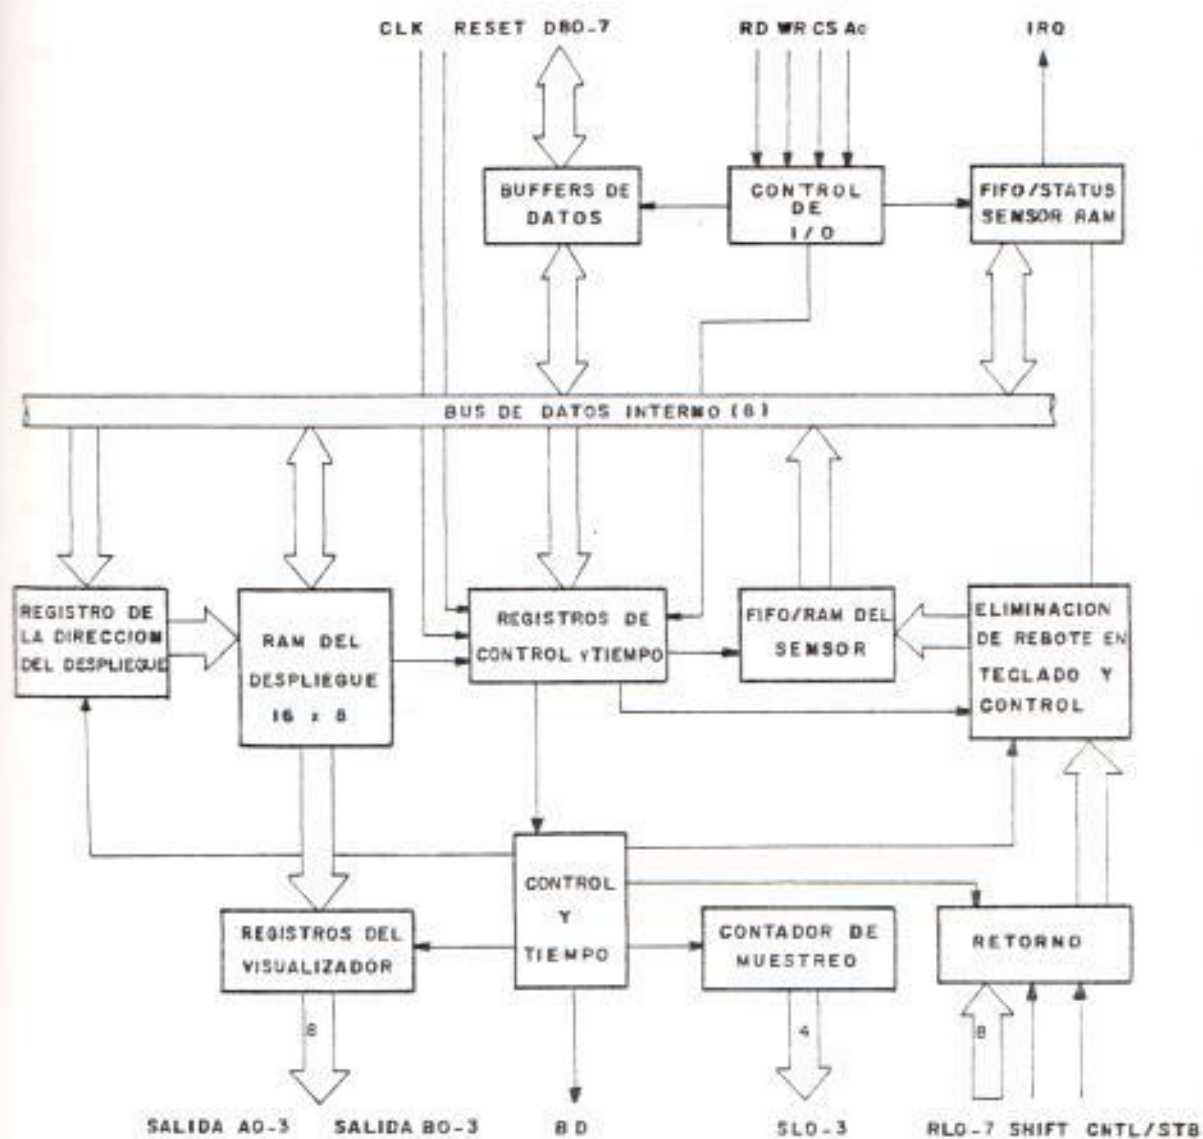 CLK RESET DB0-7 RD WR CS A0 IRQ
BUFFERS DE
DATOS
CONTROL
DE
I/O
FIFO/STATUS
SENSOR RAM
BUS DE DATOS INTERNO (8)
REGISTRO DE
LA DIRECCION
DEL DESPLIEGUE
RAM DEL
DESPLIEGUE
16 x 8
REGISTROS DE
CONTROL Y TIEMPO
FIFO/RAM DEL
SENSOR
ELIMINACION
DE REBOTE EN
TECLADO Y
CONTROL
CONTROL
Y
TIEMPO
REGISTROS DEL
VISUALIZADOR
CONTADOR DE
MUESTREO
RETORNO
8
4
8
SALIDA A0-3 SALIDA B0-3 BD SL0-3 RL0-7 SHIFT CNTL/STB